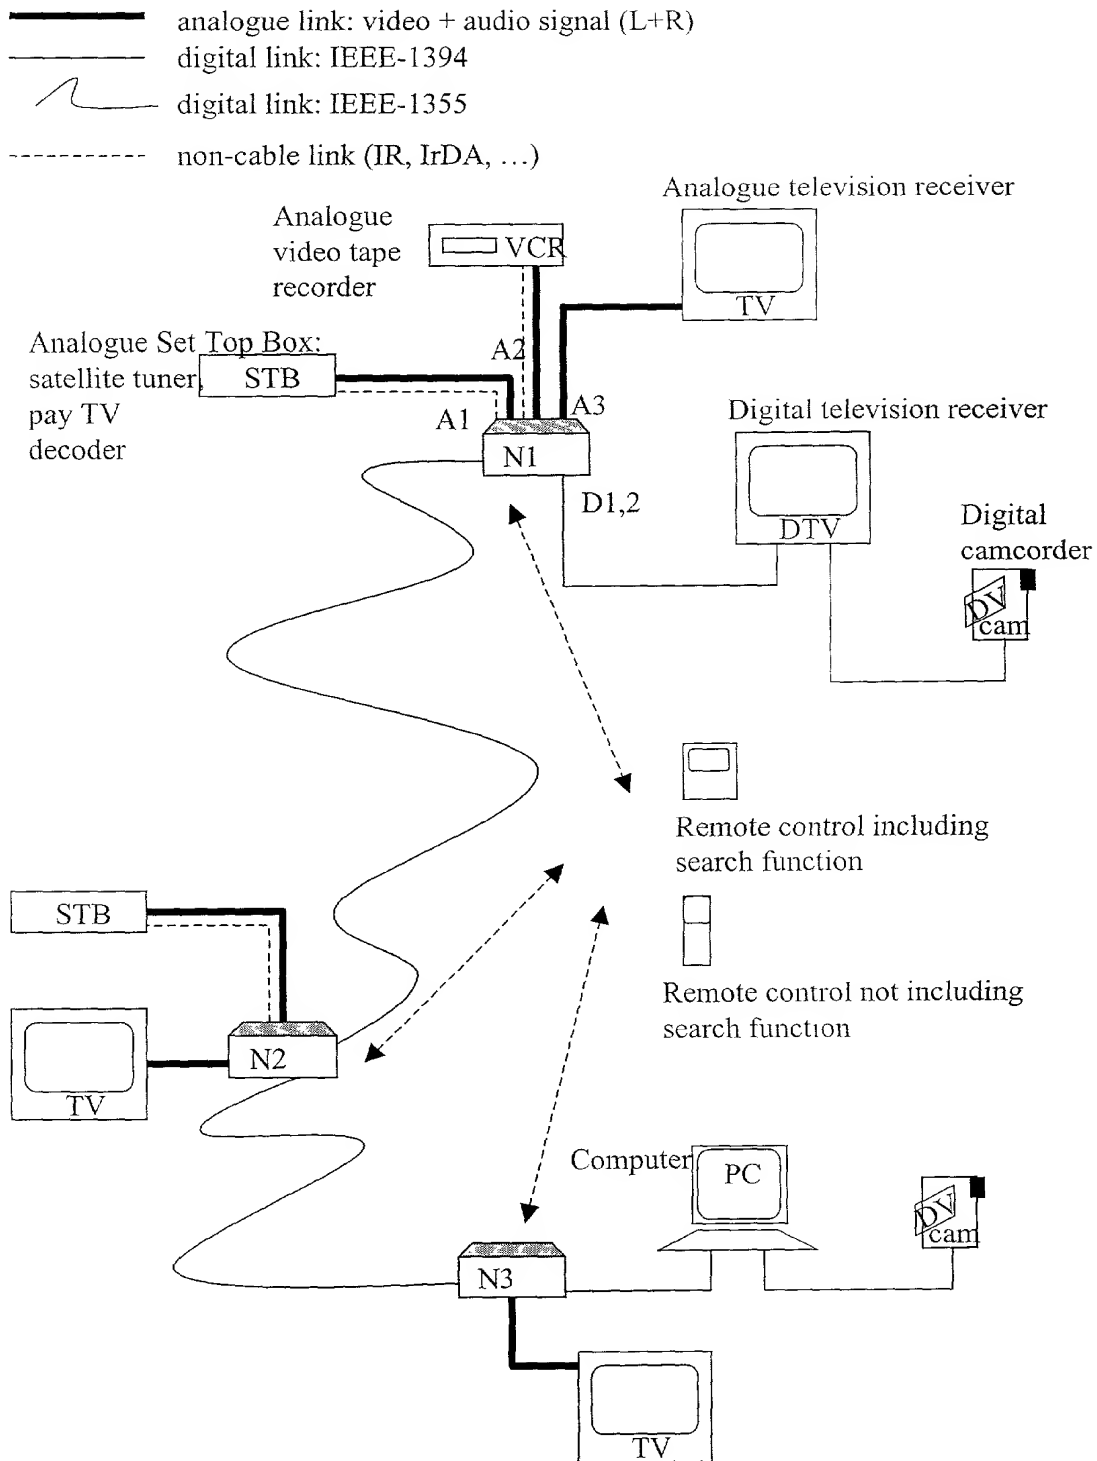 analogue link: video + audio signal (L+R)
digital link: IEEE-1394
digital link: IEEE-1355
non-cable link (IR, IrDA, ...)
Analogue television receiver
Analogue
video tape
recorder
VCR
TV
Analogue Set Top Box:
satellite tuner,
pay TV
decoder
STB
A2
A1
A3
N1
D1,2
Digital television receiver
DTV
Digital
camcorder
DV
cam
Remote control including
search function
STB
Remote control not including
search function
N2
TV
Computer
PC
DV
cam
N3
TV